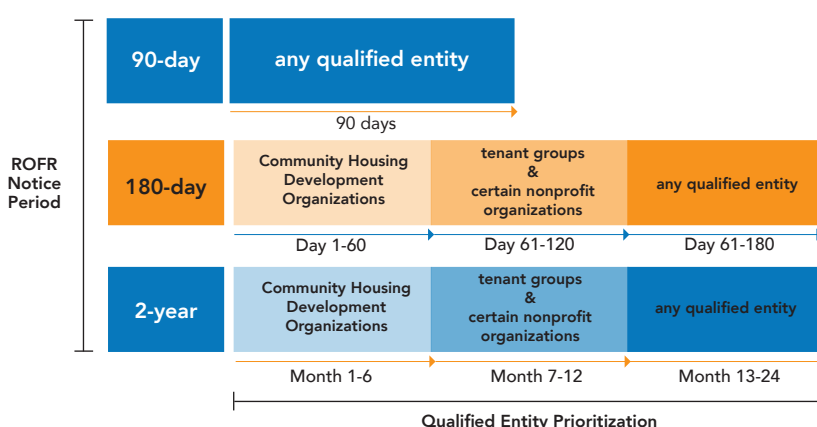 90-day
any qualified entity
90 days
ROFR
Notice
Period
180-day
Community Housing
Development
Organizations
tenant groups
&
certain nonprofit
organizations
any qualified entity
Day 1-60
Day 61-120
Day 61-180
2-year
Community Housing
Development
Organizations
tenant groups
&
certain nonprofit
organizations
any qualified entity
Month 1-6
Month 7-12
Month 13-24
Qualified Entity Prioritization